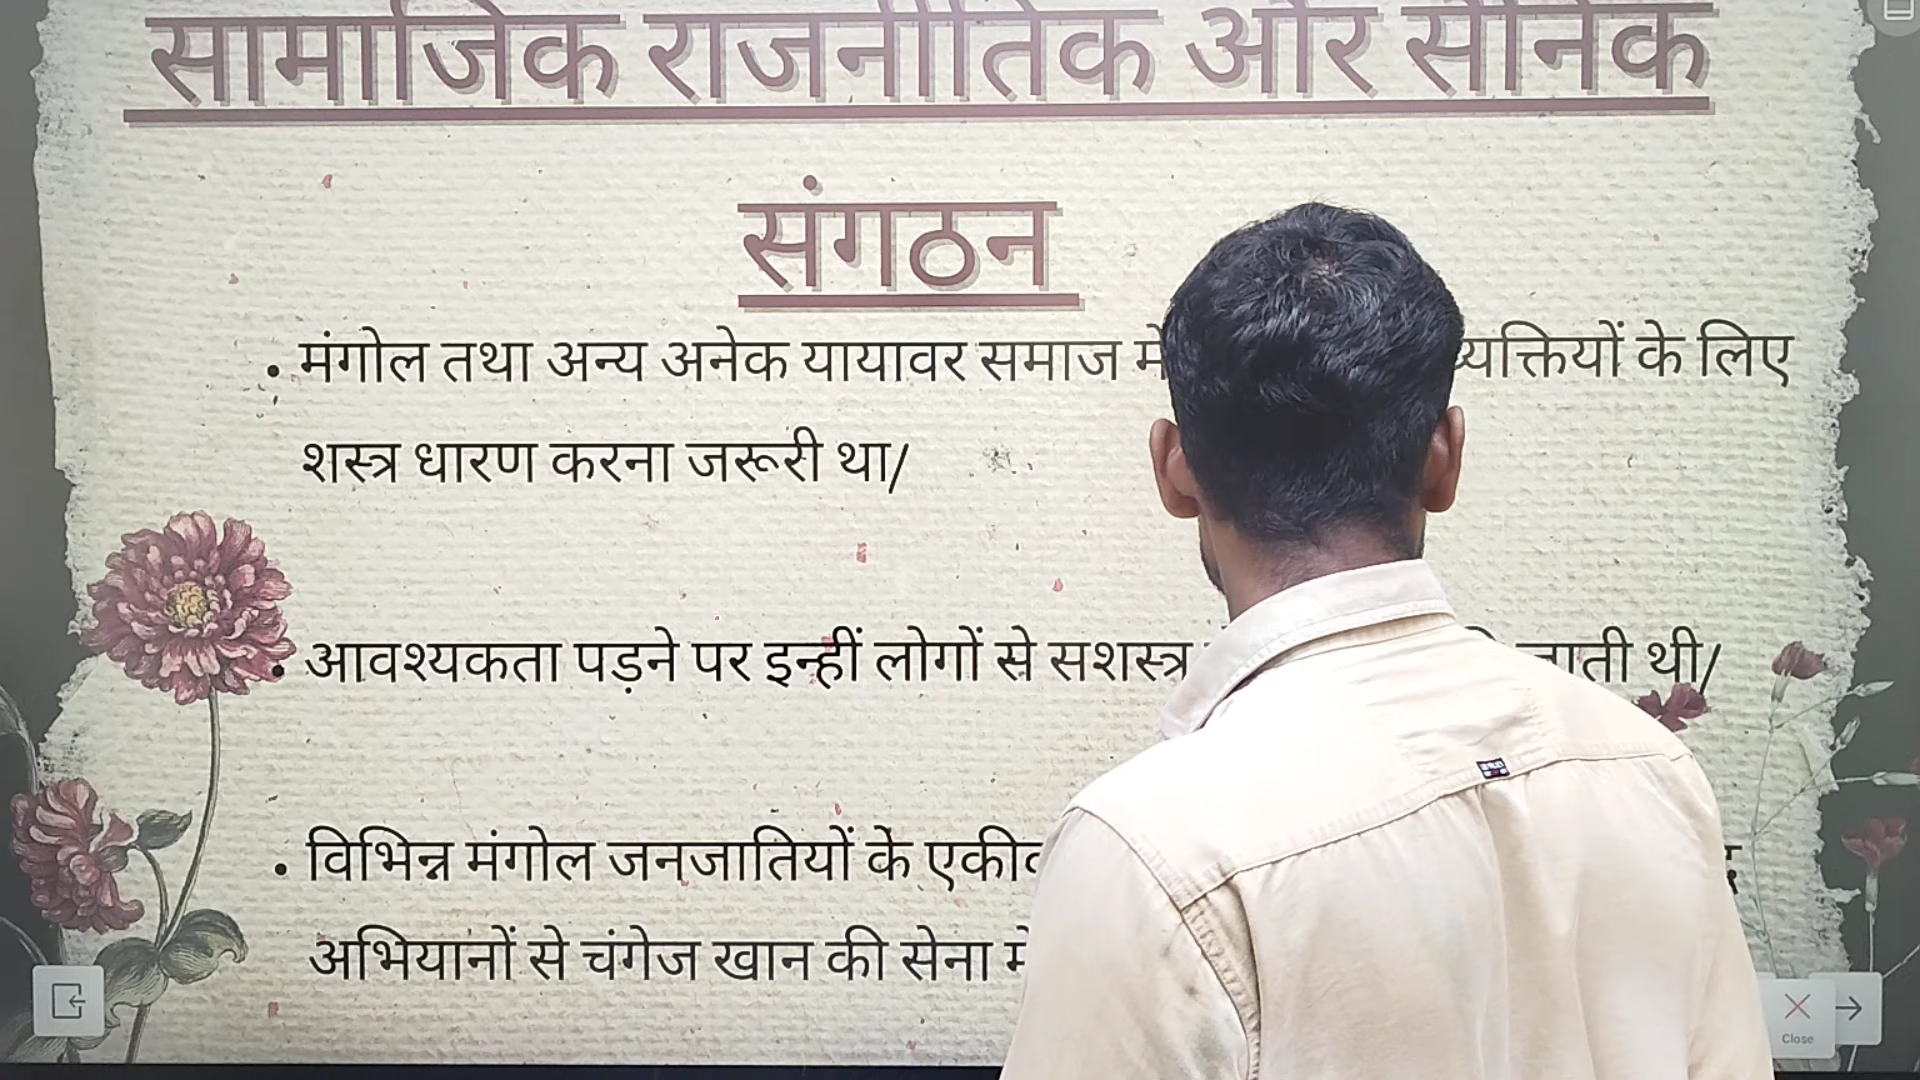 सामाजिक राजनीतिक और सैनिक
संगठन
• मंगोल तथा अन्य अनेक यायावर समाज में व्यक्तियों के लिए
शस्त्र धारण करना जरूरी था/
• आवश्यकता पड़ने पर इन्हीं लोगों से सशस्त्र जाती थी/
• विभिन्न मंगोल जनजातियों के
अभियानों से चंगेज खान की सेना में
Close